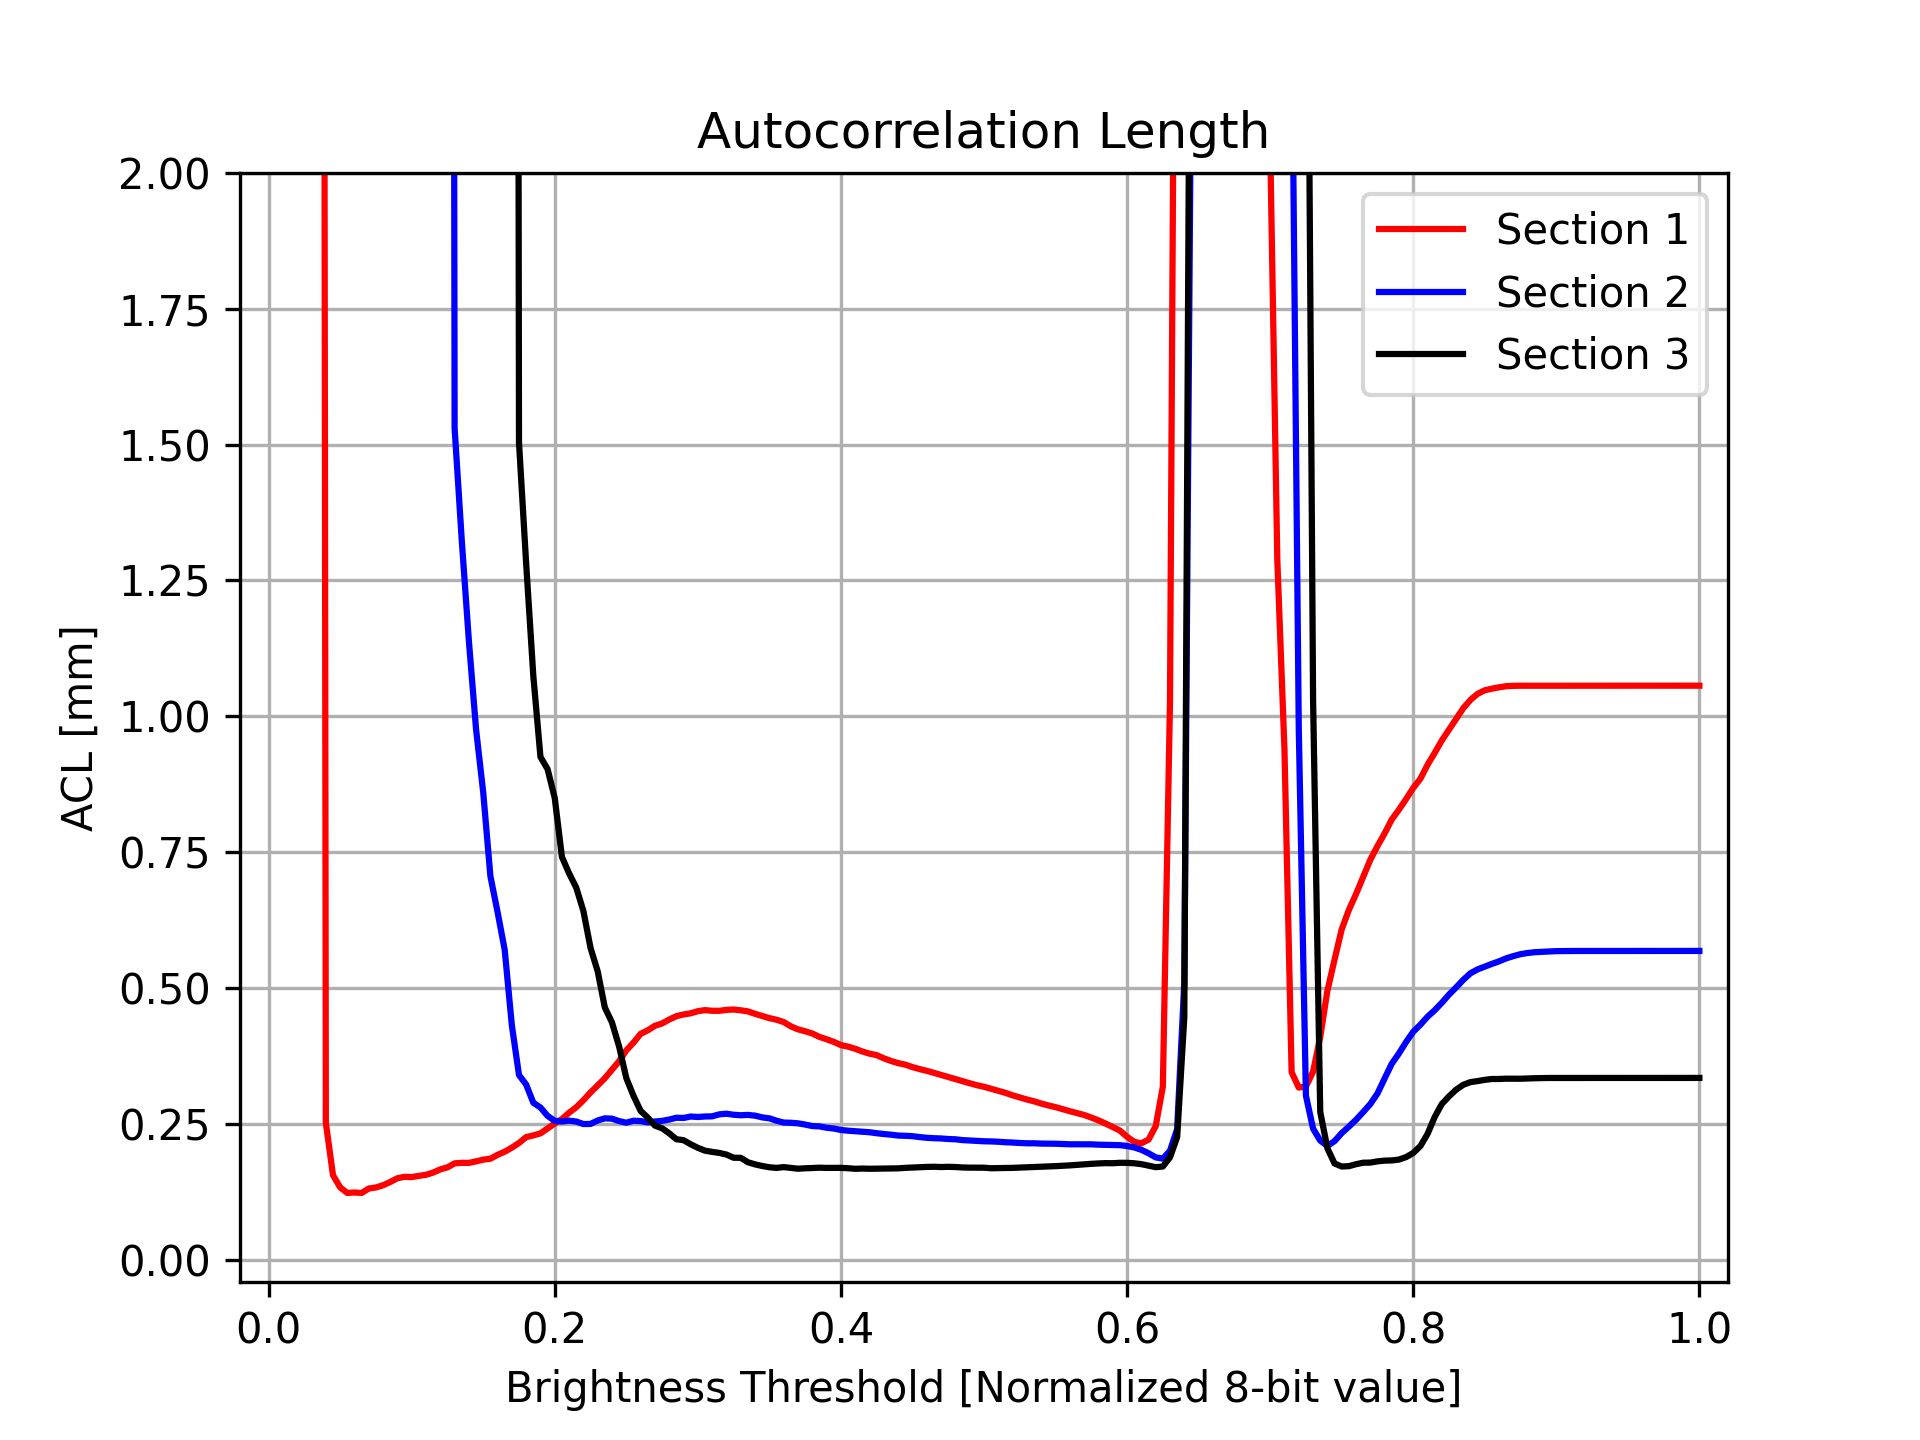 Autocorrelation Length
2.00
1.75
1.50
1.25
1.00
0.75
0.50
0.25
0.00
ACL [mm]
Section 1
Section 2
Section 3
0.0 0.2 0.4 0.6 0.8 1.0
Brightness Threshold [Normalized 8-bit value]